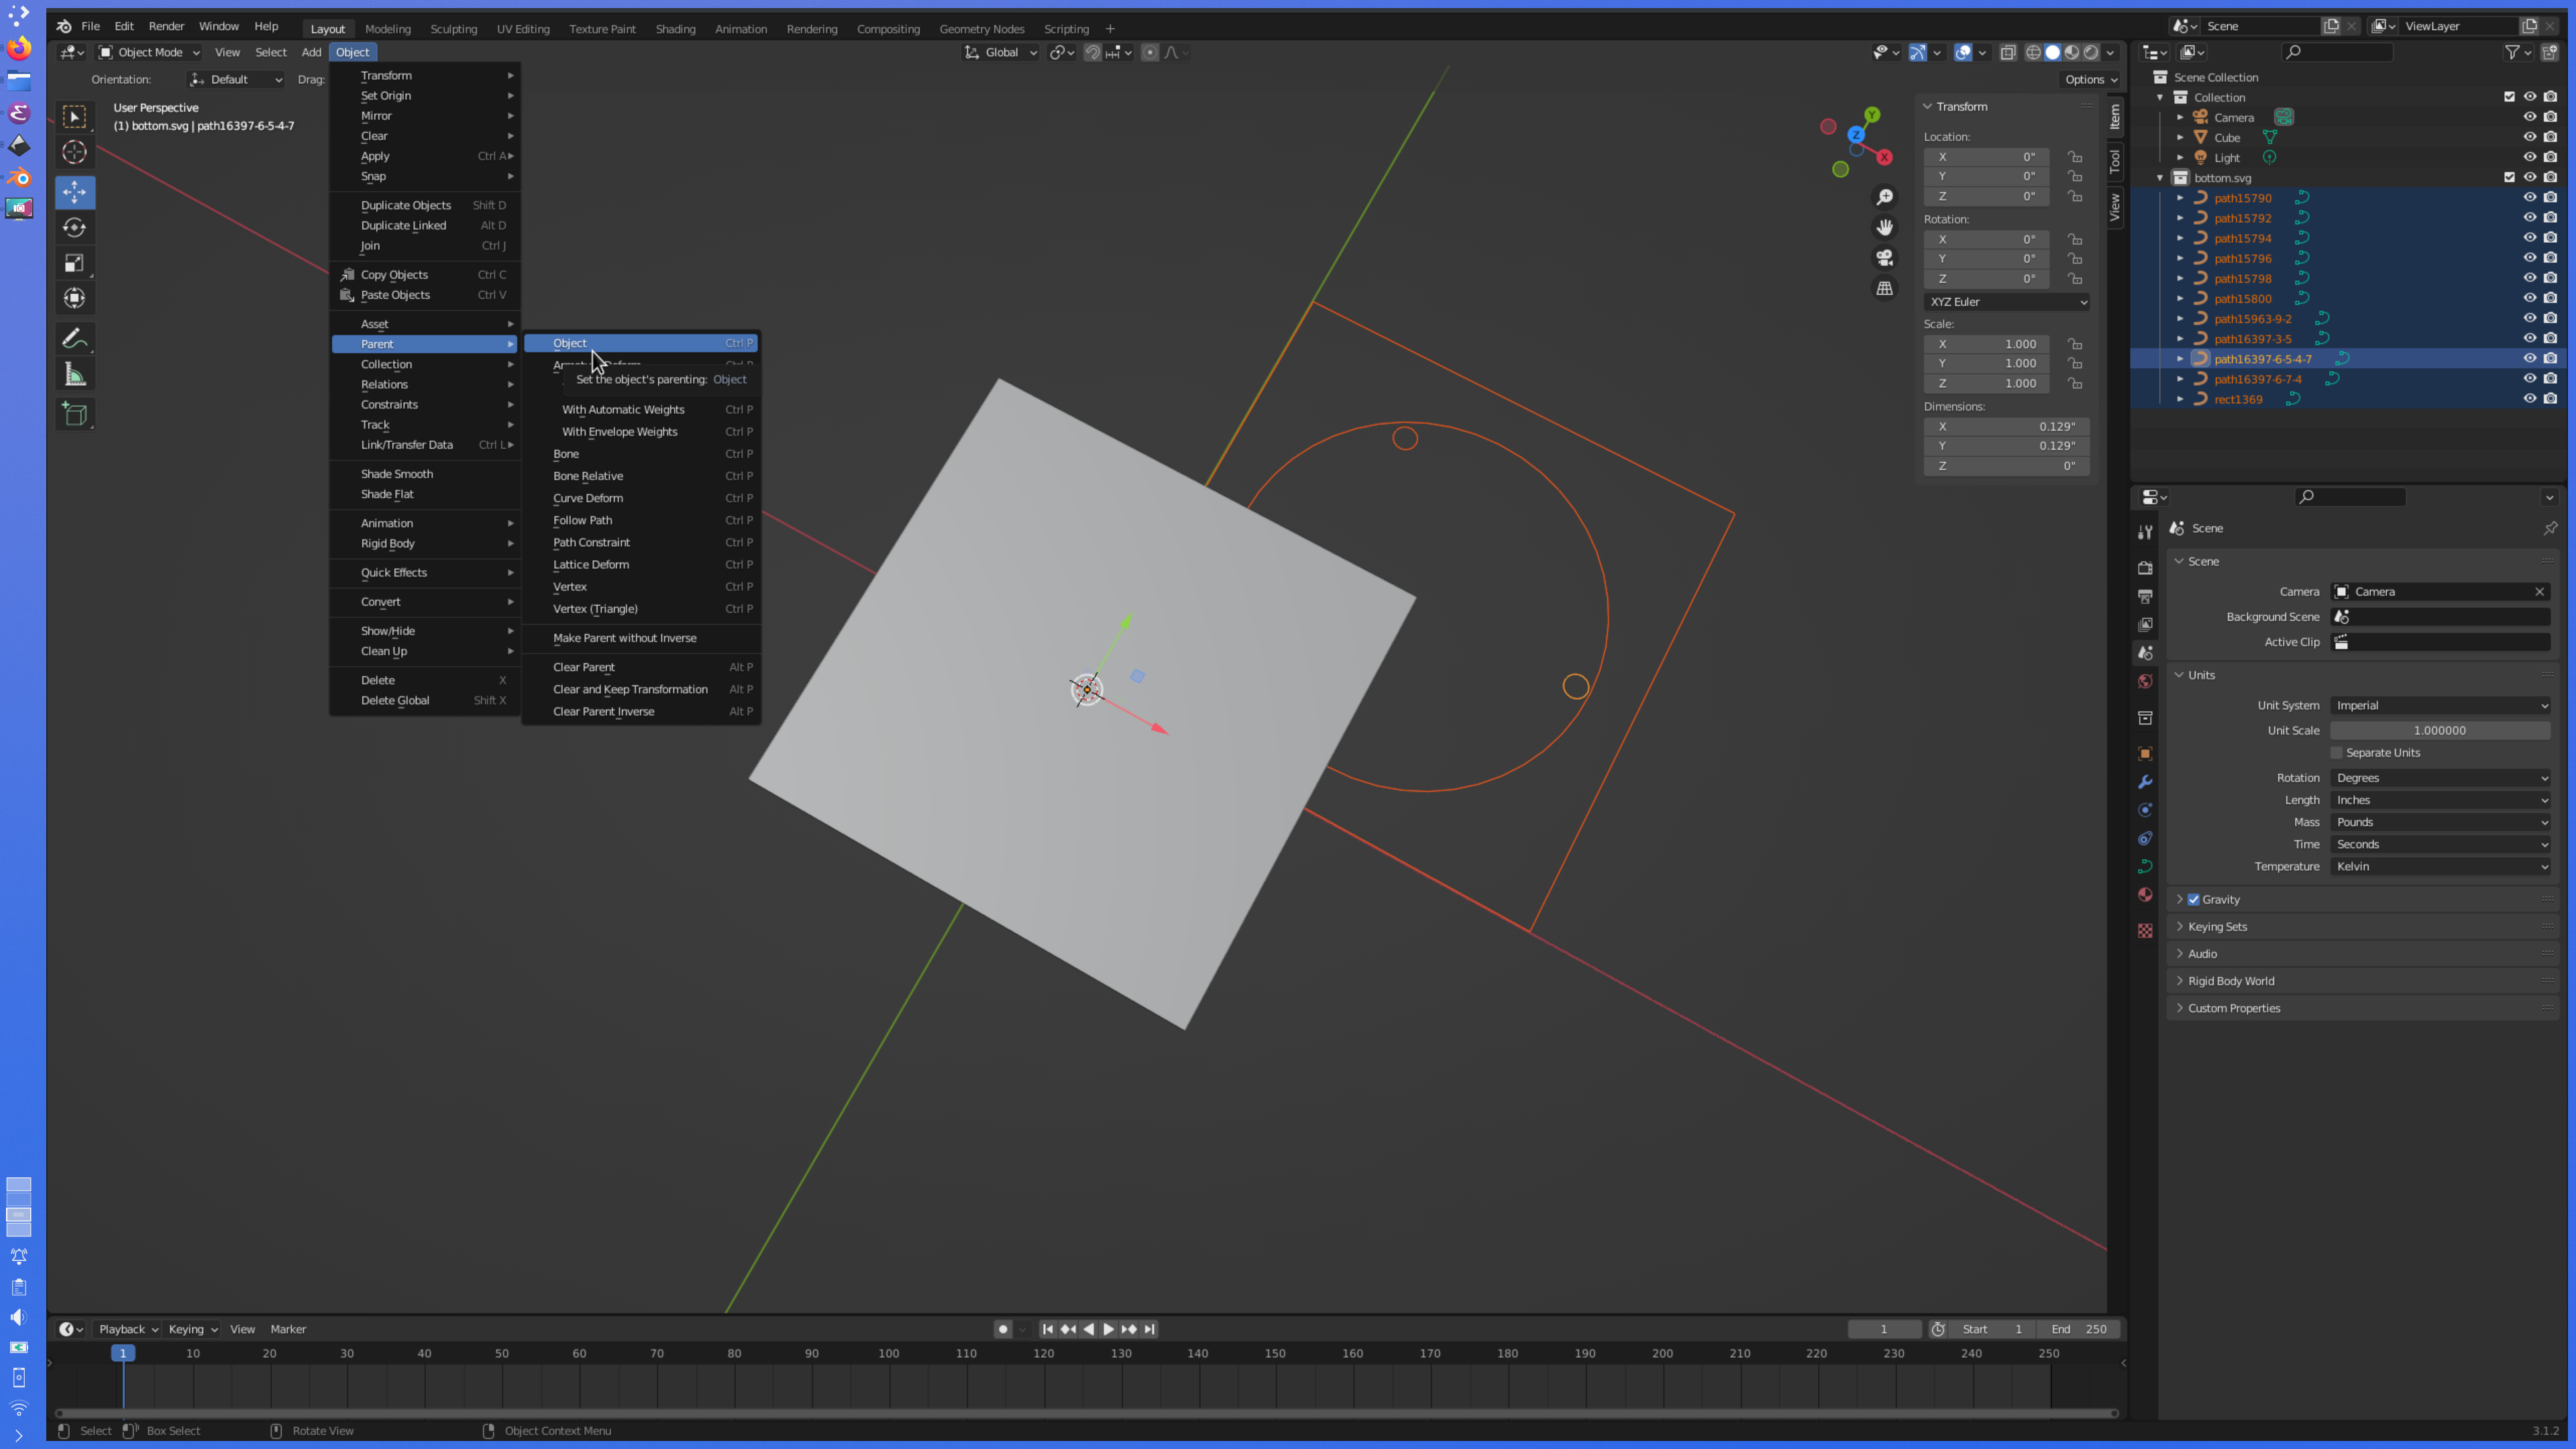 File Edit Render Window Help Layout Modeling Sculpting UV Editing Texture Paint Shading Animation Rendering Compositing Geometry Nodes Scripting + Scene ViewLayer
Object Mode View Select Add Object Global
Orientation: Default Drag: Options
User Perspective
(1) bottom.svg | path16397-6-5-4-7
Transform
Set Origin
Mirror
Clear
Apply Ctrl A
Snap
Duplicate Objects Shift D
Duplicate Linked Alt D
Join Ctrl J
Copy Objects Ctrl C
Paste Objects Ctrl V
Asset
Parent
Collection
Relations
Constraints
Track
Link/Transfer Data Ctrl L
Shade Smooth
Shade Flat
Animation
Rigid Body
Quick Effects
Convert
Show/Hide
Clean Up
Delete X
Delete Global Shift X
Object Ctrl P
Set the object's parenting: Object
With Automatic Weights Ctrl P
With Envelope Weights Ctrl P
Bone Ctrl P
Bone Relative Ctrl P
Curve Deform Ctrl P
Follow Path Ctrl P
Path Constraint Ctrl P
Lattice Deform Ctrl P
Vertex Ctrl P
Vertex (Triangle) Ctrl P
Make Parent without Inverse
Clear Parent Alt P
Clear and Keep Transformation Alt P
Clear Parent Inverse Alt P
Y
Z
X
Transform
Location:
X 0"
Y 0"
Z 0"
Rotation:
X 0°
Y 0°
Z 0°
XYZ Euler
Scale:
X 1.000
Y 1.000
Z 1.000
Dimensions:
X 0.129"
Y 0.129"
Z 0"
Item
Tool
View
Scene Collection
Collection
Camera
Cube
Light
bottom.svg
path15790
path15792
path15794
path15796
path15798
path15800
path15963-9-2
path16397-3-5
path16397-6-5-4-7
path16397-6-7-4
rect1369
Scene
Scene
Camera Camera
Background Scene
Active Clip
Units
Unit System Imperial
Unit Scale 1.000000
Separate Units
Rotation Degrees
Length Inches
Mass Pounds
Time Seconds
Temperature Kelvin
Gravity
Keying Sets
Audio
Rigid Body World
Custom Properties
Playback Keying View Marker 1 Start 1 End 250
1 10 20 30 40 50 60 70 80 90 100 110 120 130 140 150 160 170 180 190 200 210 220 230 240 250
Select Box Select Rotate View Object Context Menu 3.1.2